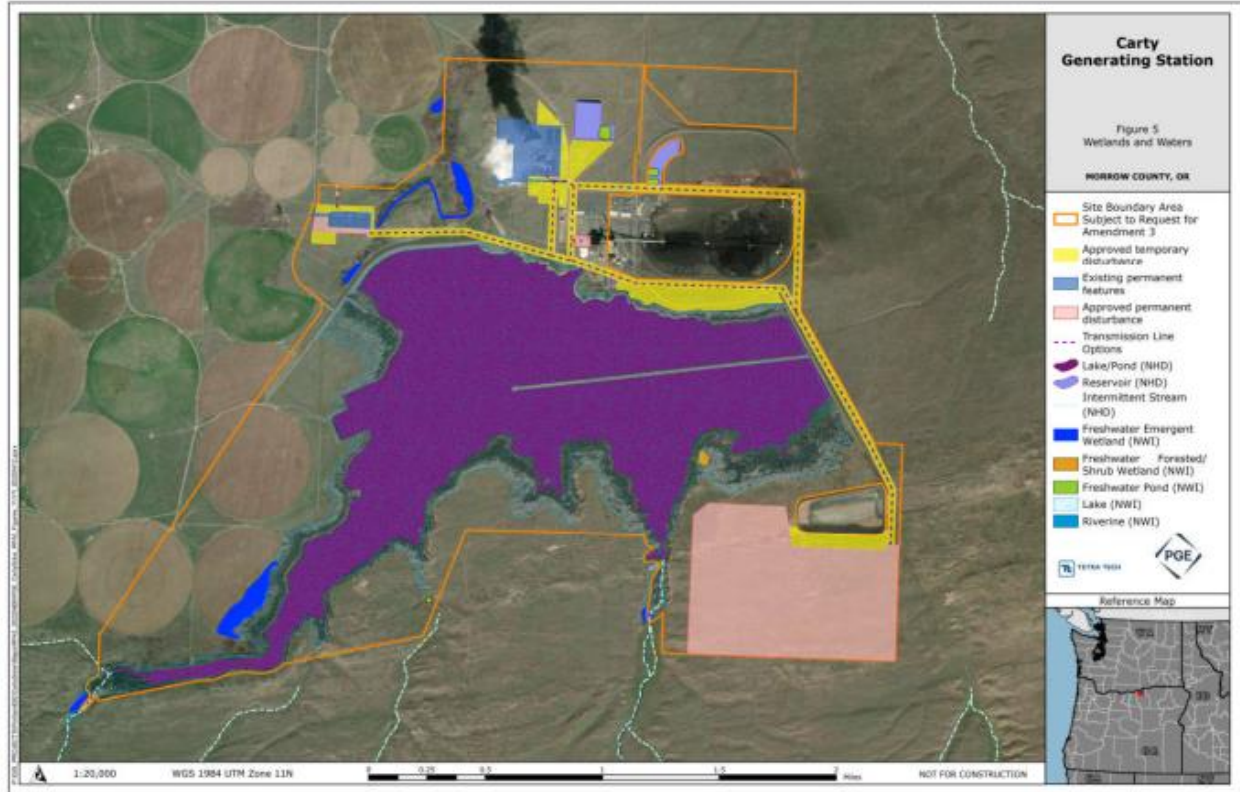 Carty
Generating Station
Figure 5
Wetlands and Waters
MORROW COUNTY, OR
Site Boundary Area
Subject to Request for
Amendment 3
Approved temporary
disturbance
Existing permanent
features
Approved permanent
disturbance
Transmission Line
Options
Lake/Pond (NHD)
Reservoir (NHD)
Intermittent Stream
(NHD)
Freshwater Emergent
Wetland (NWI)
Freshwater Forested/
Shrub Wetland (NWI)
Freshwater Pond (NWI)
Lake (NWI)
Riverine (NWI)
TETRA TECH
PGE
Reference Map
WA
OR
1:20,000
WGS 1984 UTM Zone 11N
0 0.25 0.5 1 1.5 2
Miles
NOT FOR CONSTRUCTION